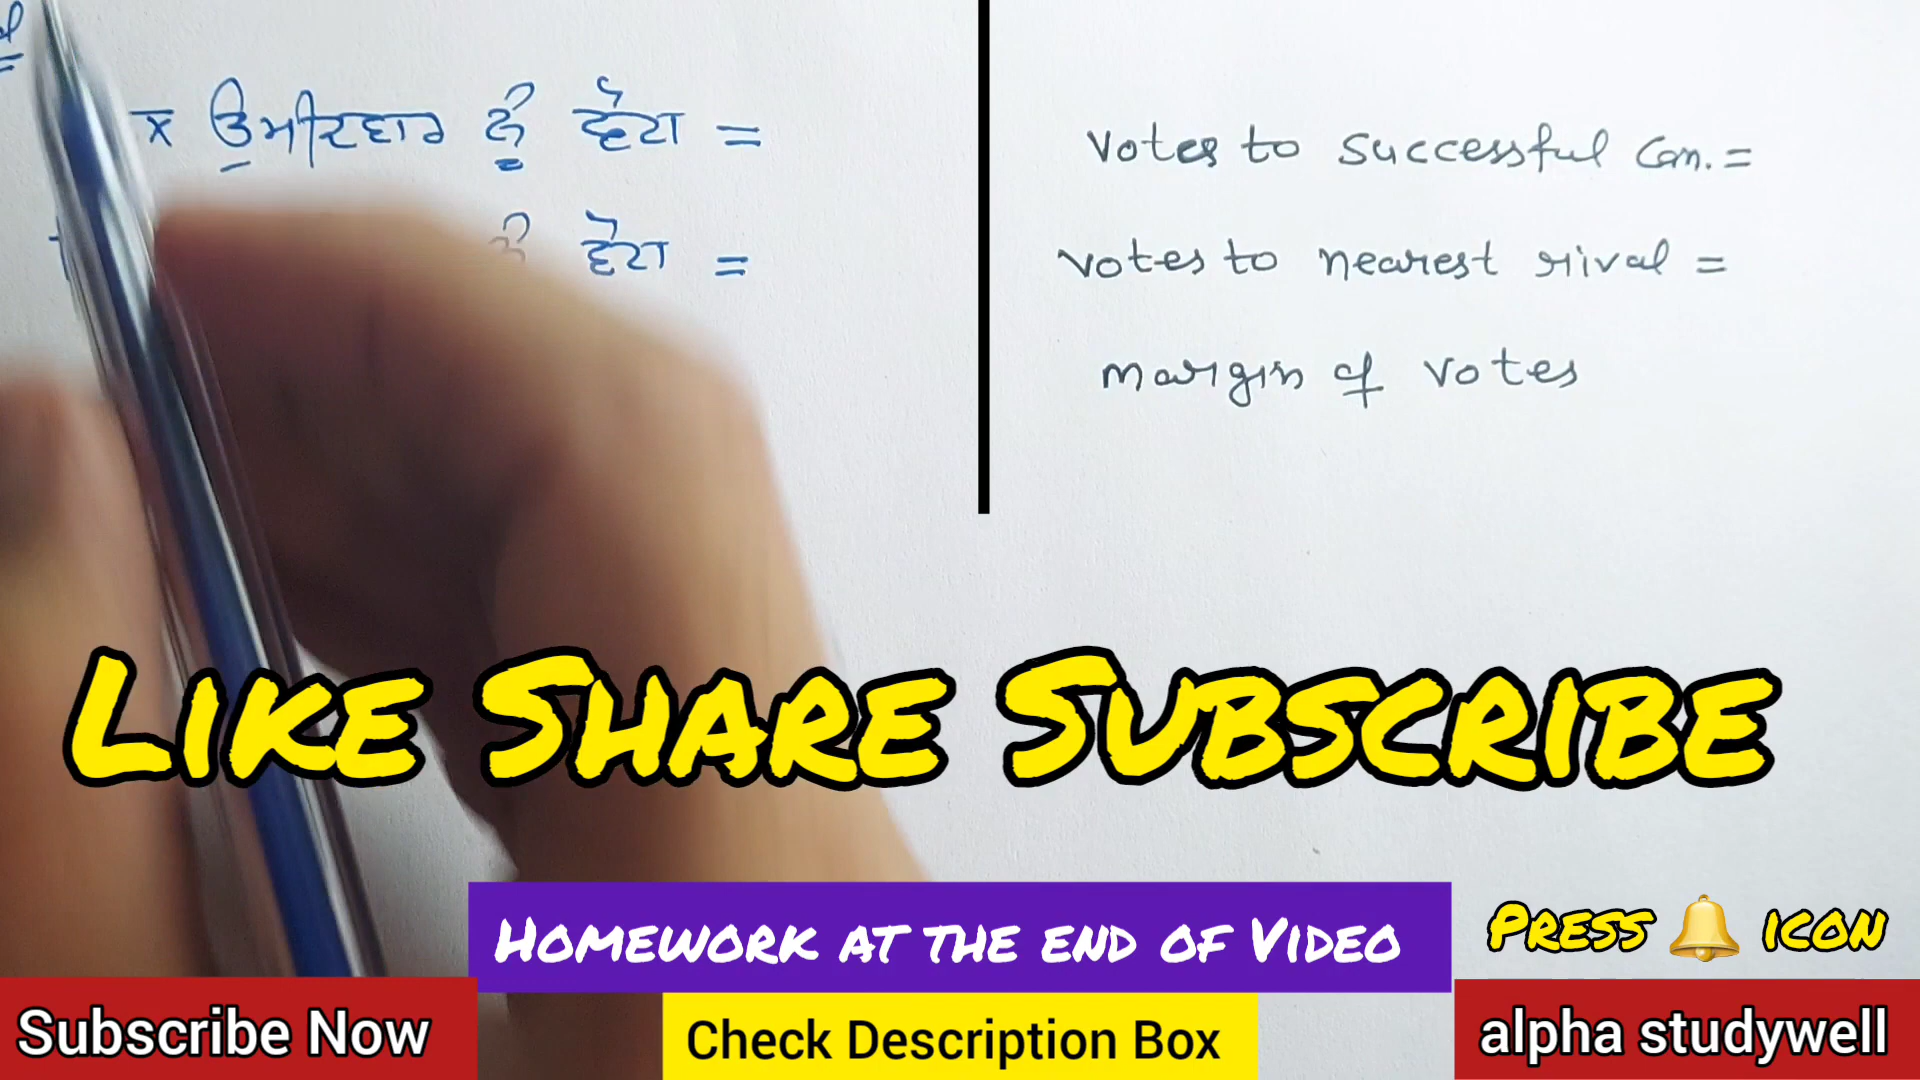 x ਉਮੀਦਵਾਰ ਨੂੰ ਵੋਟਾਂ =
ਨੂੰ ਵੋਟਾਂ =
Votes to successful Can. =
votes to nearest rival =
margin of votes
LIKE SHARE SUBSCRIBE
HOMEWORK AT THE END OF VIDEO
PRESS 🔔 ICON
Subscribe Now
Check Description Box
alpha studywell